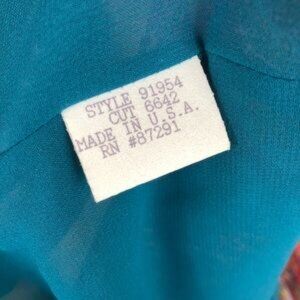 STYLE 91954
CUT 6642
MADE IN U.S.A.
RN #87291